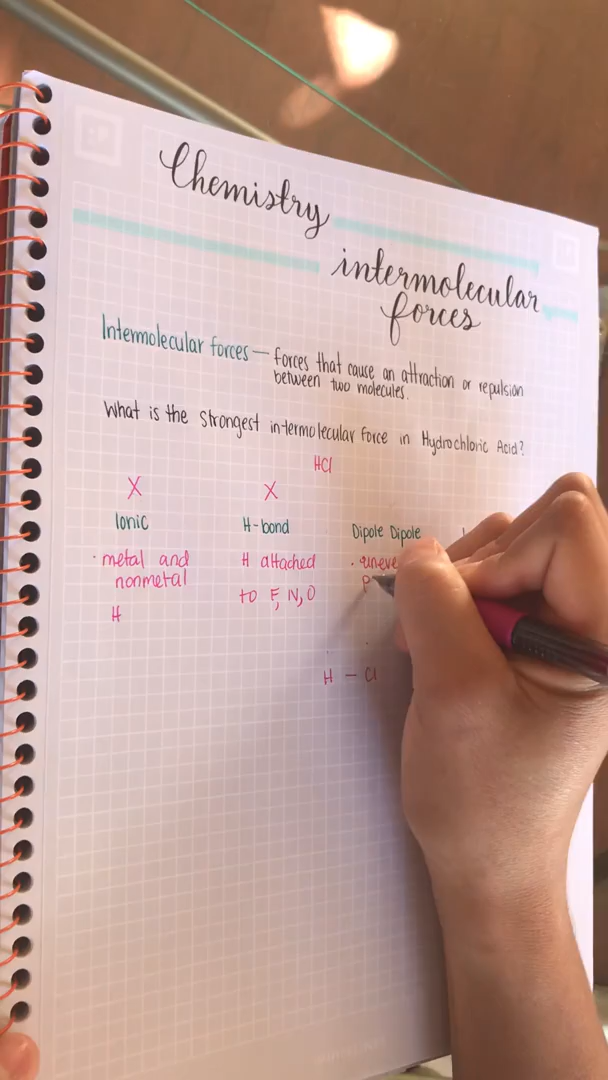 Chemistry
intermolecular
forces
Intermolecular forces — forces that cause an attraction or repulsion
between two molecules.
What is the strongest intermolecular force in Hydrochloric Acid?
HCl
X X
Ionic H-bond Dipole Dipole
· metal and
nonmetal
H
H attached
to F, N, O
· uneve
P
H — Cl